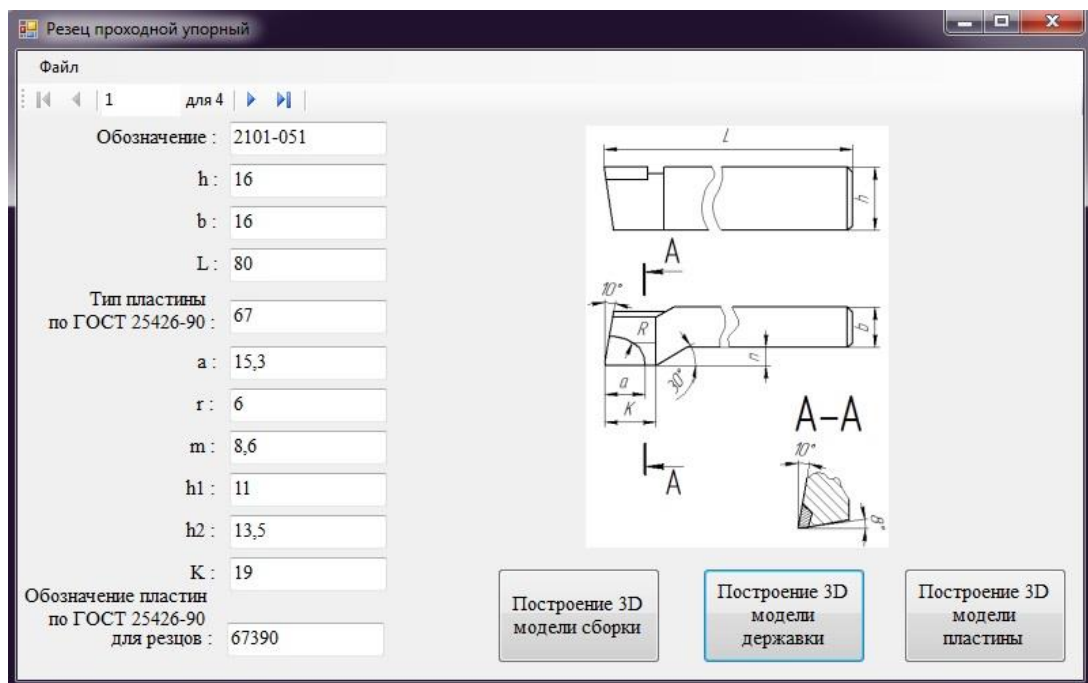 Резец проходной упорный
Файл
1 для 4
Обозначение : 2101-051
h : 16
b : 16
L : 80
Тип пластины
по ГОСТ 25426-90 : 67
a : 15,3
r : 6
m : 8,6
h1 : 11
h2 : 13,5
K : 19
Обозначение пластин
по ГОСТ 25426-90
для резцов : 67390
L
h
A
10°
R
b
n
a
30°
K
A
A–A
10°
8°
Построение 3D
модели сборки
Построение 3D
модели
державки
Построение 3D
модели
пластины